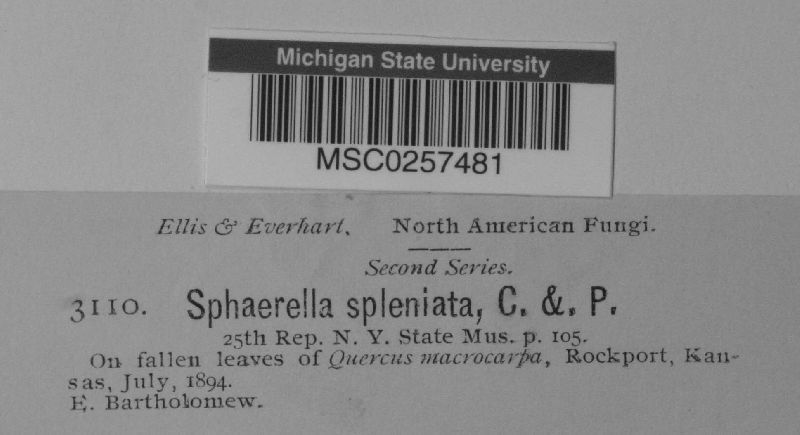 Michigan State University
MSC0257481
Ellis & Everhart, North American Fungi.
Second Series.
3110. Sphaerella spleniata, C. &. P.
25th Rep. N. Y. State Mus. p. 105.
On fallen leaves of Quercus macrocarpa, Rockport, Kan-
sas, July, 1894.
E. Bartholomew.